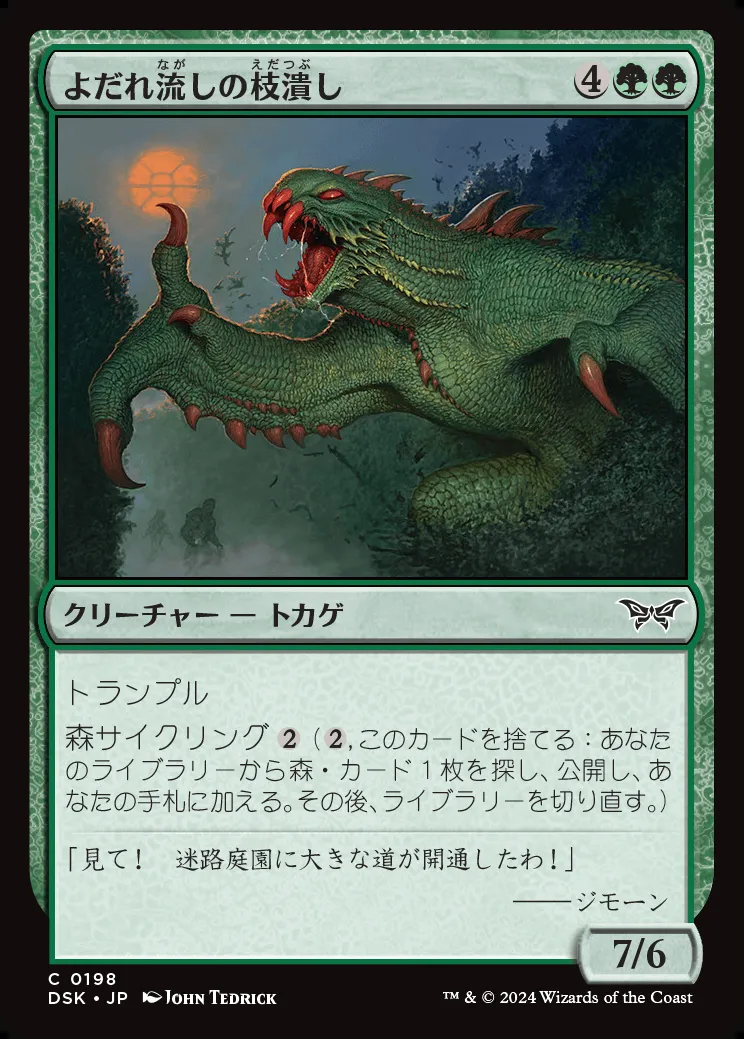 よだれ流しの枝潰し 4
クリーチャー ― トカゲ
トランプル
森サイクリング 2 （2, このカードを捨てる：あなた
のライブラリーから森・カード１枚を探し、公開し、あ
なたの手札に加える。その後、ライブラリーを切り直す。）
「見て！　迷路庭園に大きな道が開通したわ！」
――ジモーン
7/6
C 0198
DSK • JP John Tedrick
™ & © 2024 Wizards of the Coast